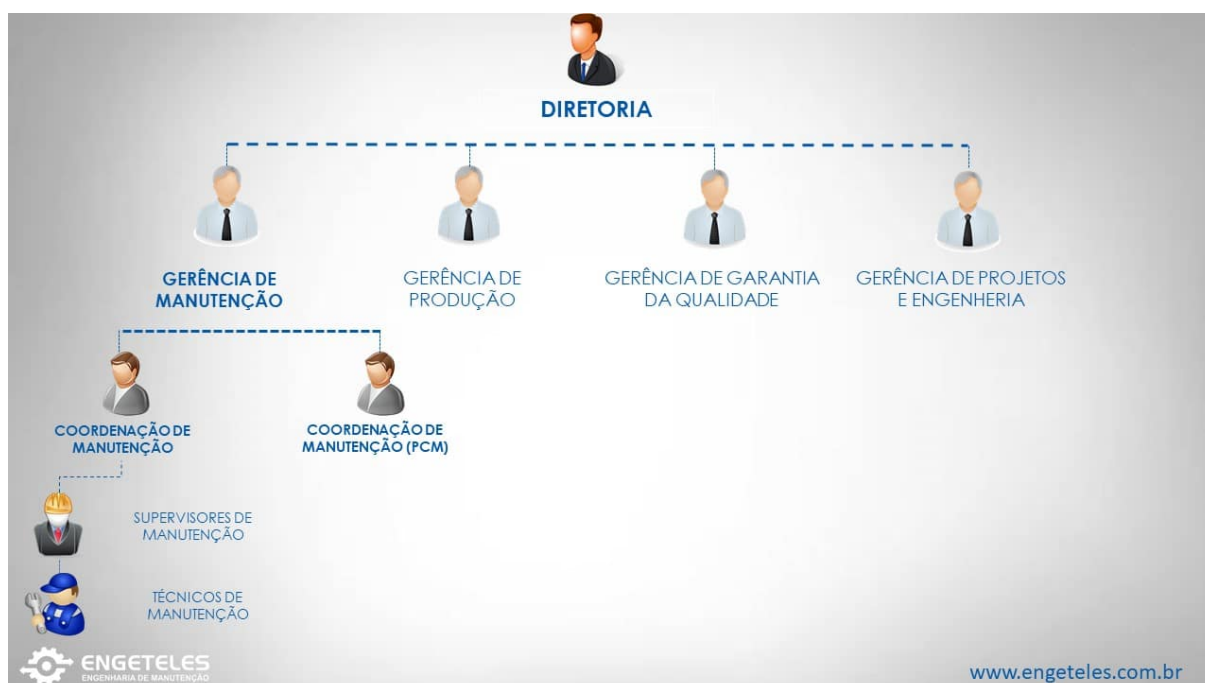 DIRETORIA
GERÊNCIA DE
MANUTENÇÃO
GERÊNCIA DE
PRODUÇÃO
GERÊNCIA DE GARANTIA
DA QUALIDADE
GERÊNCIA DE PROJETOS
E ENGENHERIA
COORDENAÇÃO DE
MANUTENÇÃO
COORDENAÇÃO DE
MANUTENÇÃO (PCM)
SUPERVISORES DE
MANUTENÇÃO
TÉCNICOS DE
MANUTENÇÃO
ENGETELES
ENGENHARIA DE MANUTENÇÃO
www.engeteles.com.br